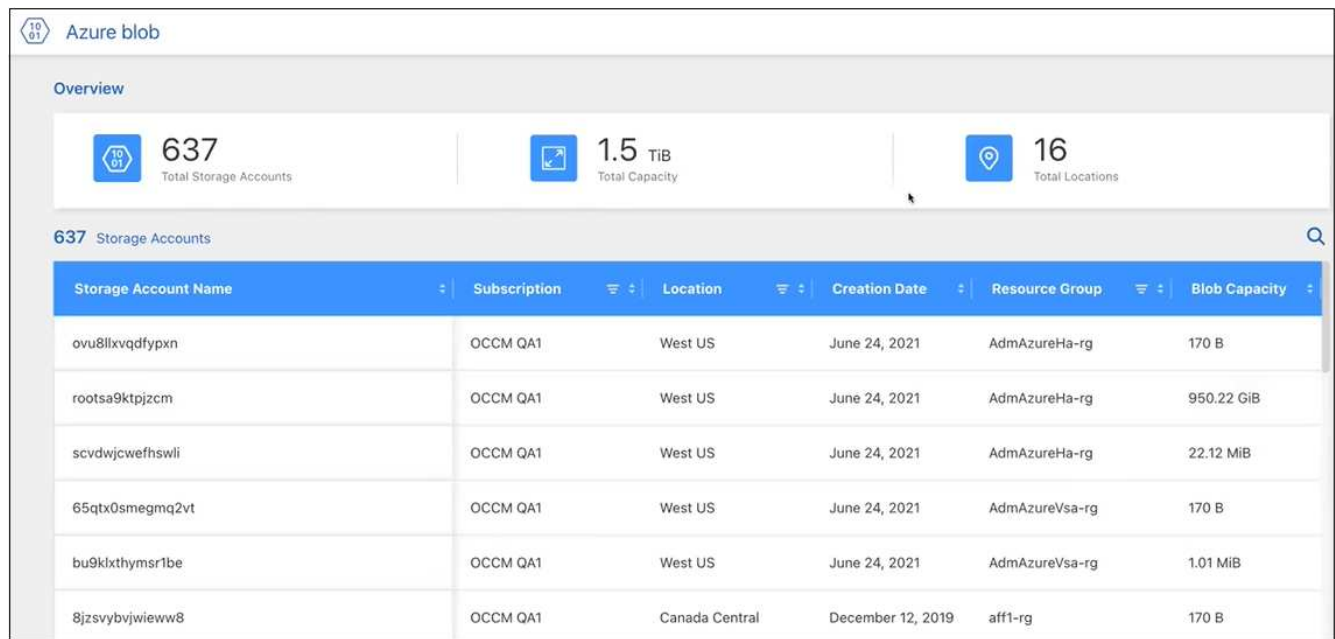 10
01
Azure blob
Overview
10
01
637
Total Storage Accounts
1.5 TiB
Total Capacity
16
Total Locations
637 Storage Accounts
Storage Account Name Subscription Location Creation Date Resource Group Blob Capacity
ovu8llxvqdfypxn OCCM QA1 West US June 24, 2021 AdmAzureHa-rg 170 B
rootsa9ktpjzcm OCCM QA1 West US June 24, 2021 AdmAzureHa-rg 950.22 GiB
scvdwjcwefhswli OCCM QA1 West US June 24, 2021 AdmAzureHa-rg 22.12 MiB
65qtx0smegmq2vt OCCM QA1 West US June 24, 2021 AdmAzureVsa-rg 170 B
bu9klxthymsr1be OCCM QA1 West US June 24, 2021 AdmAzureVsa-rg 1.01 MiB
8jzsvybvjwieww8 OCCM QA1 Canada Central December 12, 2019 aff1-rg 170 B